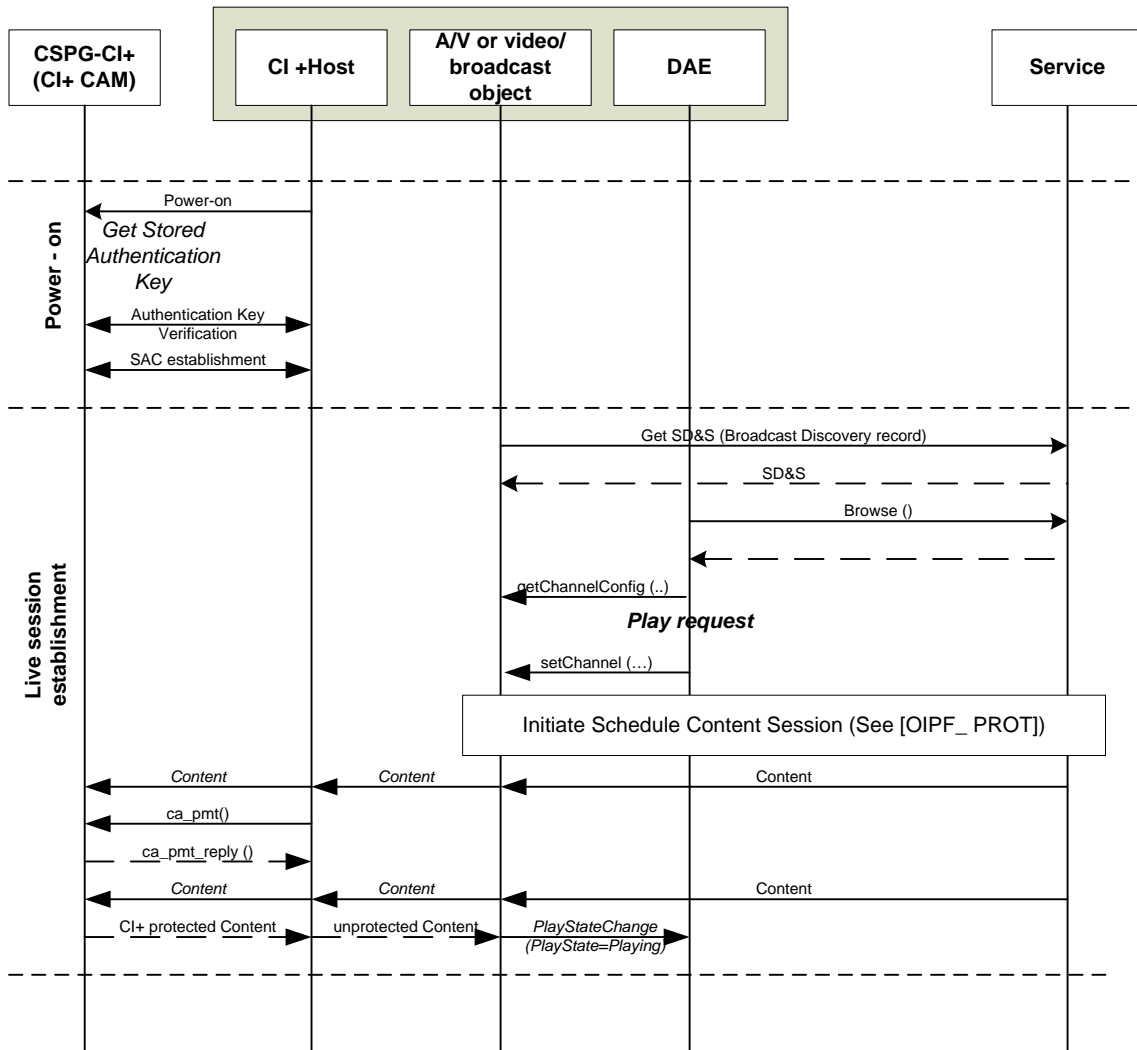 CSPG-CI+
(CI+ CAM)
CI +Host
A/V or video/
broadcast
object
DAE
Service
Power - on
Power-on
Get Stored
Authentication
Key
Authentication Key
Verification
SAC establishment
Live session
establishment
Get SD&S (Broadcast Discovery record)
SD&S
Browse ()
getChannelConfig (..)
Play request
setChannel (…)
Initiate Schedule Content Session (See [OIPF_ PROT])
Content
Content
Content
ca_pmt()
ca_pmt_reply ()
Content
Content
Content
CI+ protected Content
unprotected Content
PlayStateChange
(PlayState=Playing)